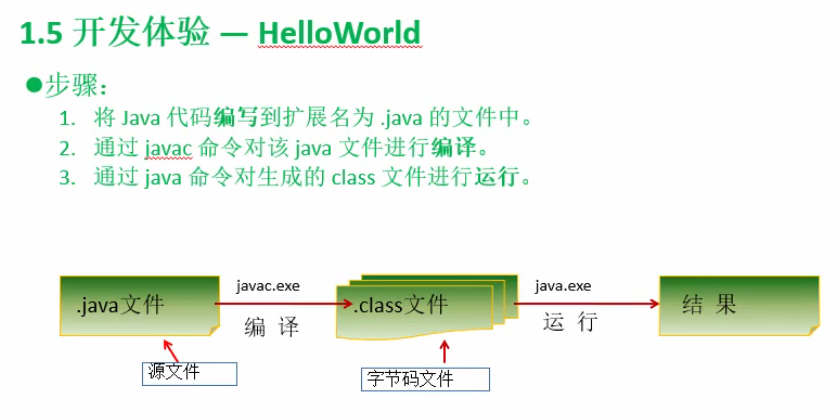 1.5 开发体验 — HelloWorld
●步骤：
1. 将 Java 代码编写到扩展名为 .java 的文件中。
2. 通过 javac 命令对该 java 文件进行编译。
3. 通过 java 命令对生成的 class 文件进行运行。
.java文件
javac.exe
编 译
.class文件
java.exe
运 行
结 果
源文件
字节码文件